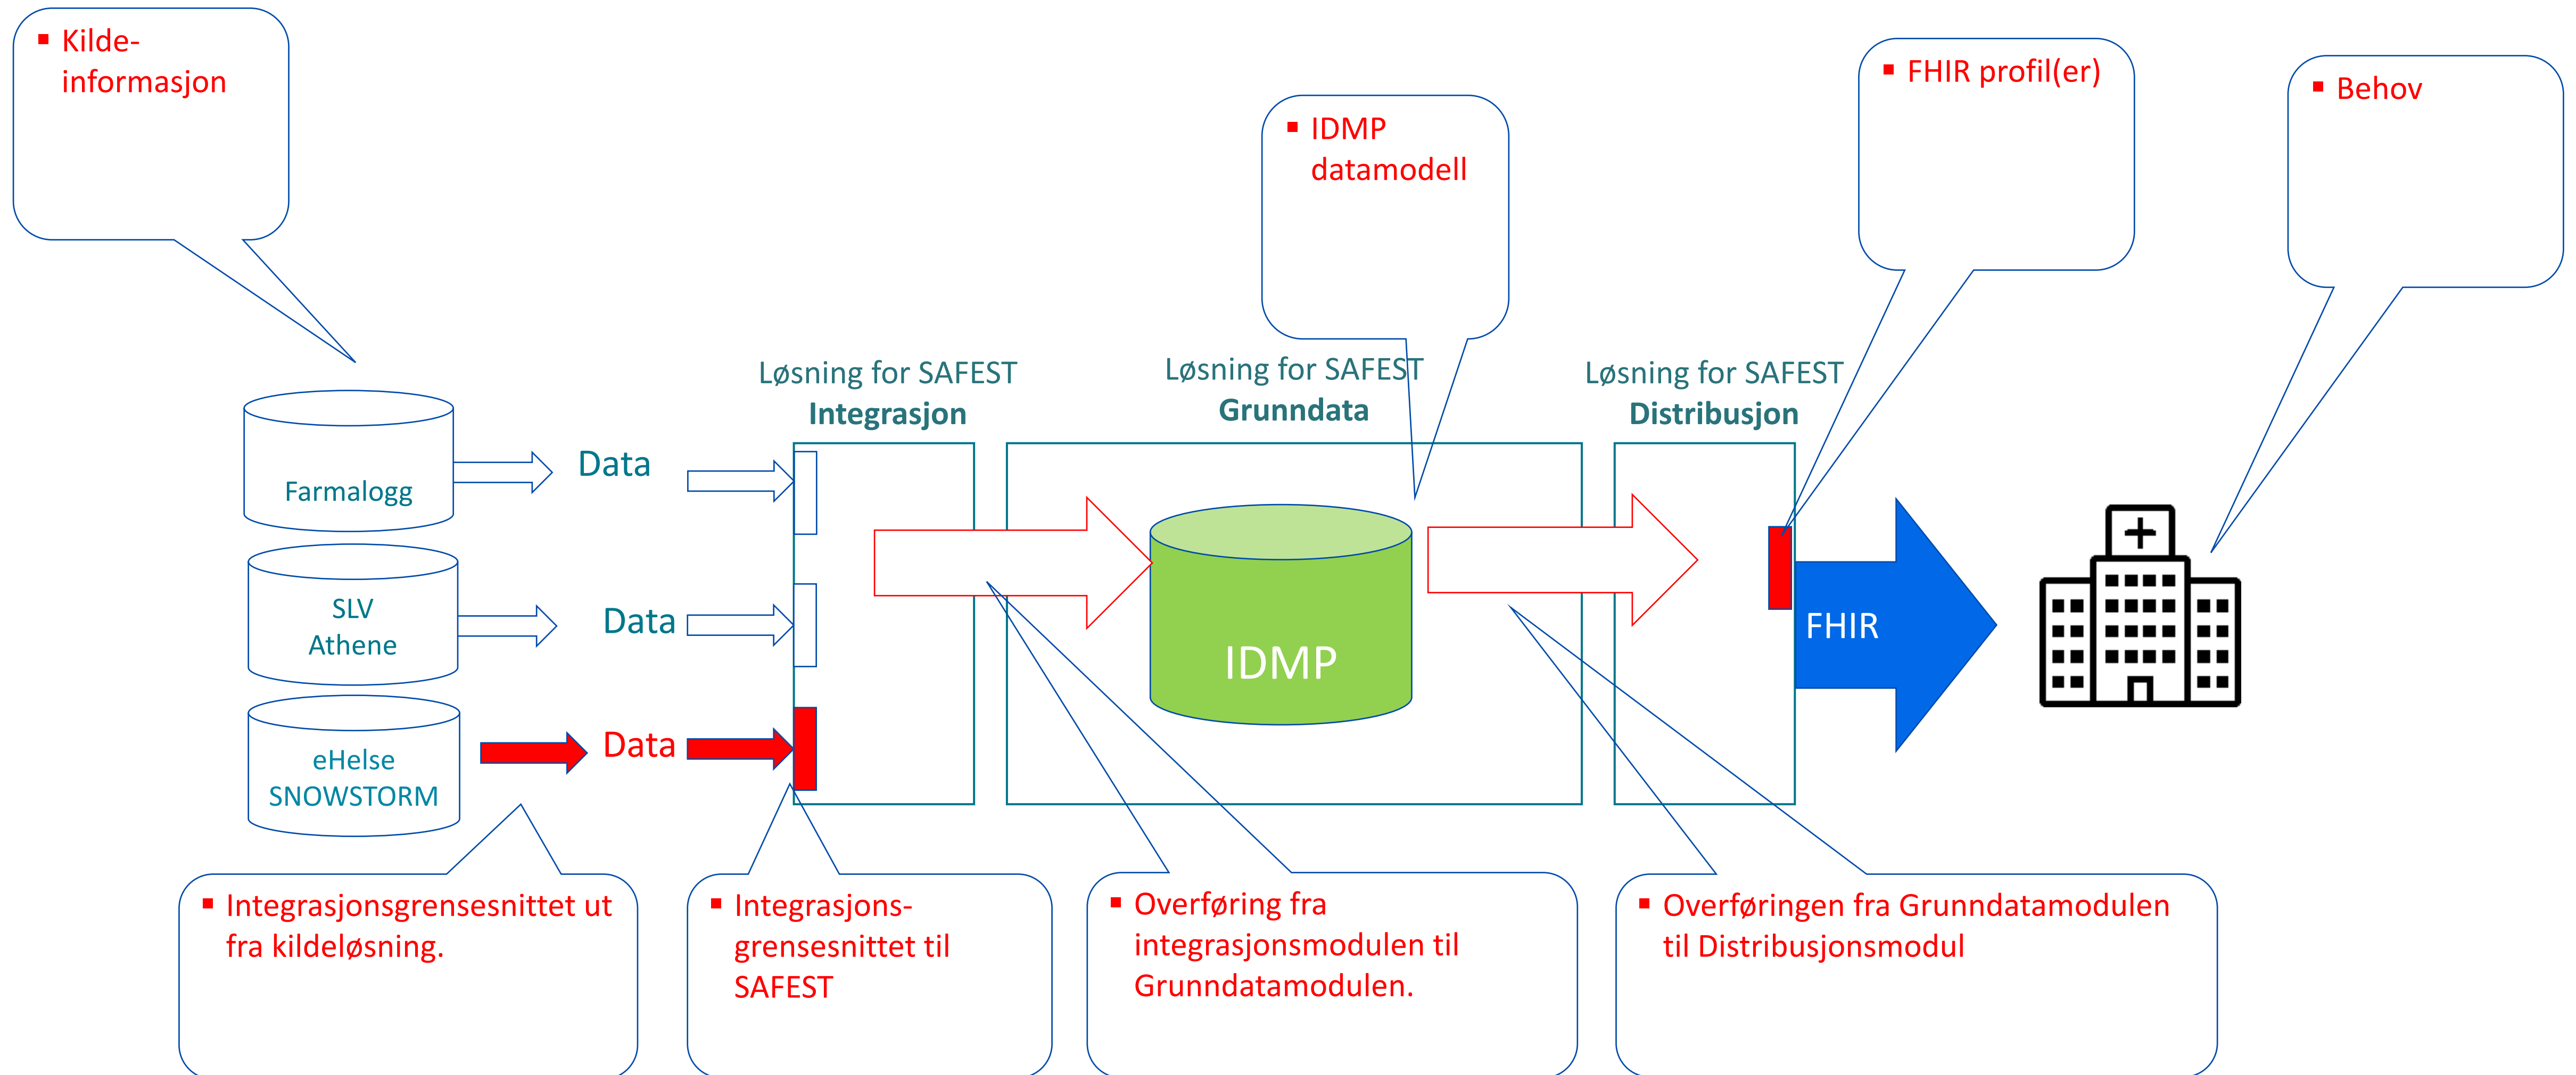 ▪ Kilde-
informasjon
▪ IDMP
datamodell
▪ FHIR profil(er)
▪ Behov
Løsning for SAFEST
Integrasjon
Løsning for SAFEST
Grunndata
Løsning for SAFEST
Distribusjon
Farmalogg
Data
SLV
Athene
Data
eHelse
SNOWSTORM
Data
IDMP
FHIR
▪ Integrasjonsgrensesnittet ut
fra kildeløsning.
▪ Integrasjons-
grensesnittet til
SAFEST
▪ Overføring fra
integrasjonsmodulen til
Grunndatamodulen.
▪ Overføringen fra Grunndatamodulen
til Distribusjonsmodul